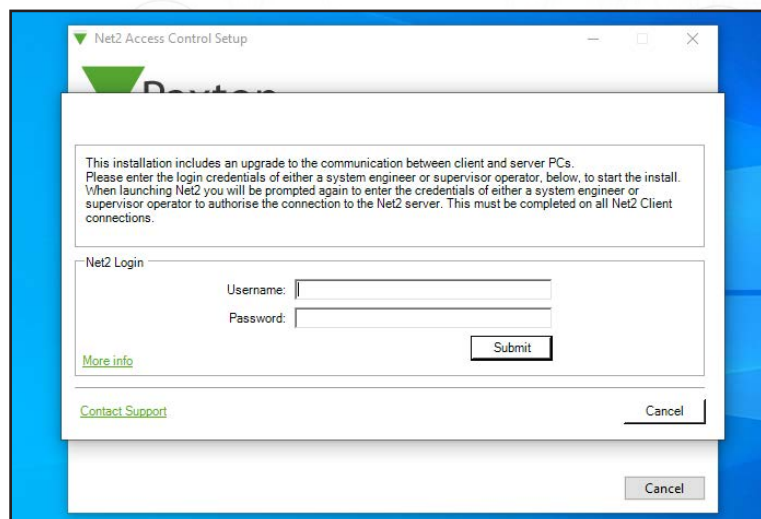 Net2 Access Control Setup
Paxton
This installation includes an upgrade to the communication between client and server PCs.
Please enter the login credentials of either a system engineer or supervisor operator, below, to start the install.
When launching Net2 you will be prompted again to enter the credentials of either a system engineer or
supervisor operator to authorise the connection to the Net2 server. This must be completed on all Net2 Client
connections.
Net2 Login
Username:
Password:
Submit
More info
Contact Support
Cancel
Cancel